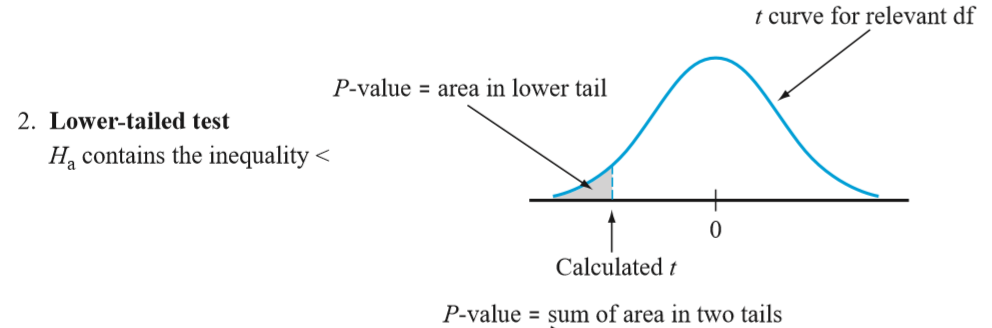 t curve for relevant df
P-value = area in lower tail
2. Lower-tailed test
Ha contains the inequality <
0
Calculated t
P-value = sum of area in two tails